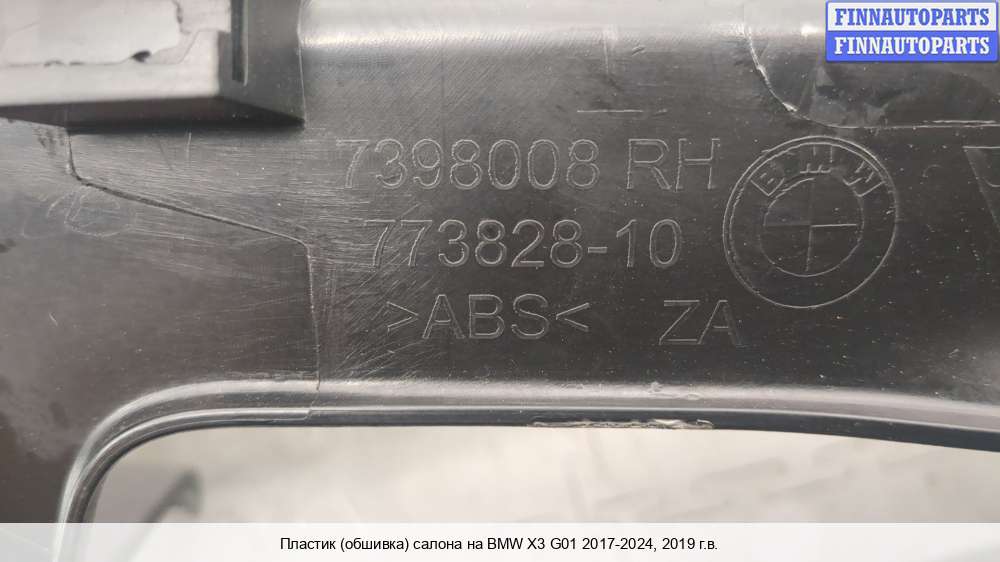 FINNAUTOPARTS
FINNAUTOPARTS
7398008 RH
BMW
773828-10
>ABS< ZA
Пластик (обшивка) салона на BMW X3 G01 2017-2024, 2019 г.в.